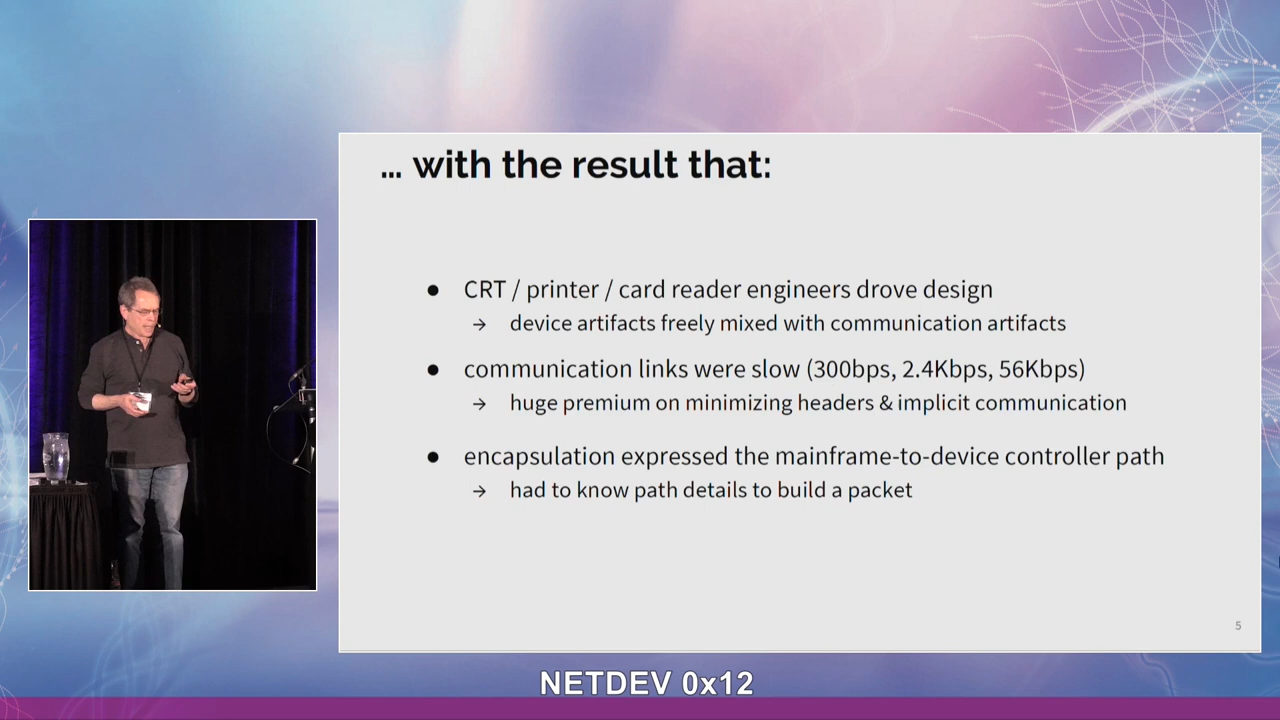 ... with the result that:
● CRT / printer / card reader engineers drove design
→ device artifacts freely mixed with communication artifacts
● communication links were slow (300bps, 2.4Kbps, 56Kbps)
→ huge premium on minimizing headers & implicit communication
● encapsulation expressed the mainframe-to-device controller path
→ had to know path details to build a packet
5
NETDEV 0x12